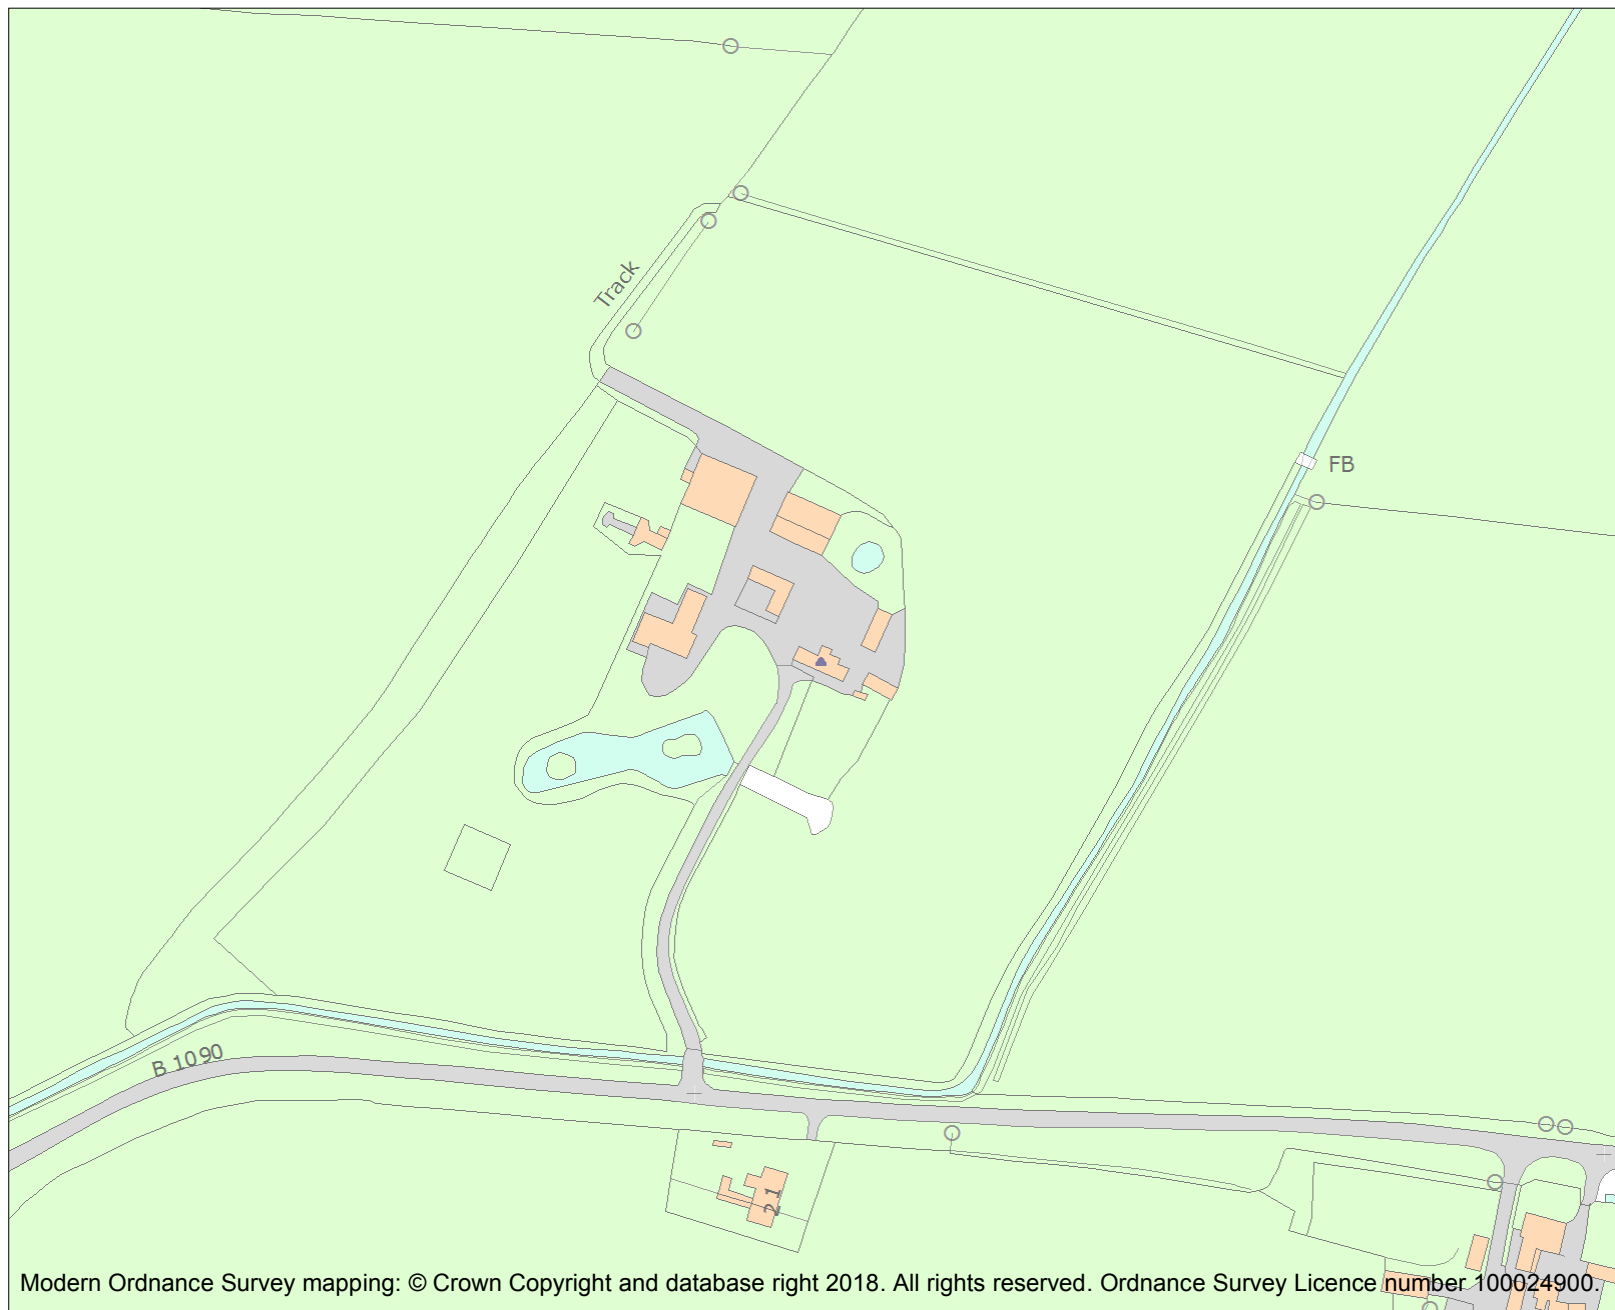 Track
FB
B 1090
2 1
Modern Ordnance Survey mapping: © Crown Copyright and database right 2018. All rights reserved. Ordnance Survey Licence number 100024900.